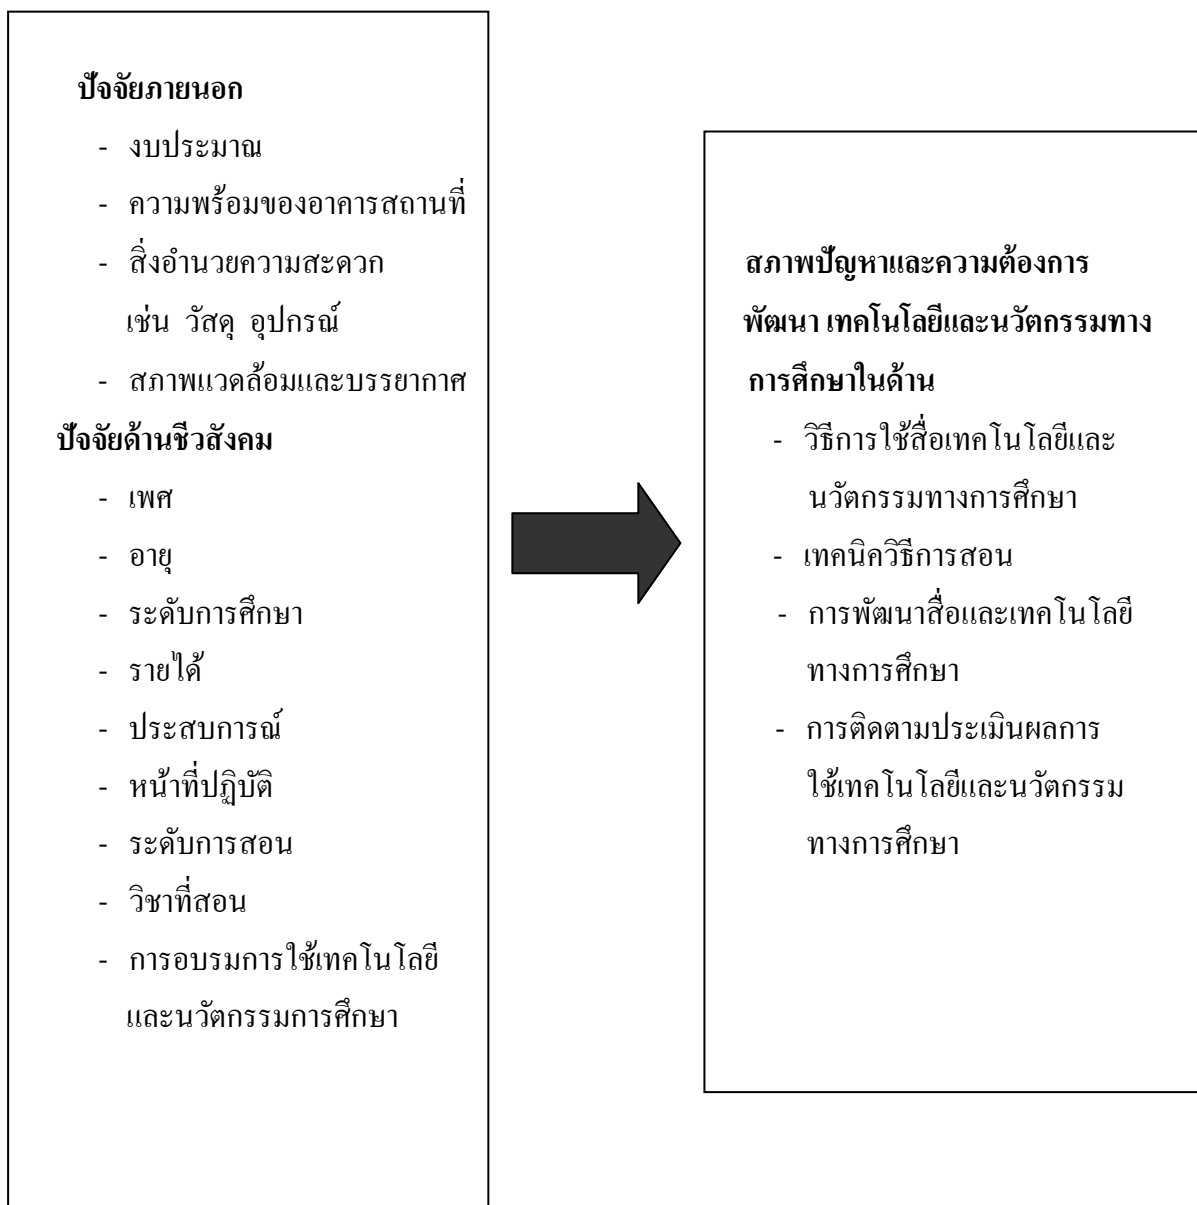 ปัจจัยภายนอก
- งบประมาณ
- ความพร้อมของอาคารสถานที่
- สิ่งอำนวยความสะดวก
เช่น วัสดุ อุปกรณ์
- สภาพแวดล้อมและบรรยากาศ
ปัจจัยด้านชีวสังคม
- เพศ
- อายุ
- ระดับการศึกษา
- รายได้
- ประสบการณ์
- หน้าที่ปฏิบัติ
- ระดับการสอน
- วิชาที่สอน
- การอบรมการใช้เทคโนโลยี
และนวัตกรรมการศึกษา
สภาพปัญหาและความต้องการ
พัฒนา เทคโนโลยีและนวัตกรรมทาง
การศึกษาในด้าน
- วิธีการใช้สื่อเทคโนโลยีและ
นวัตกรรมทางการศึกษา
- เทคนิควิธีการสอน
- การพัฒนาสื่อและเทคโนโลยี
ทางการศึกษา
- การติดตามประเมินผลการ
ใช้เทคโนโลยีและนวัตกรรม
ทางการศึกษา